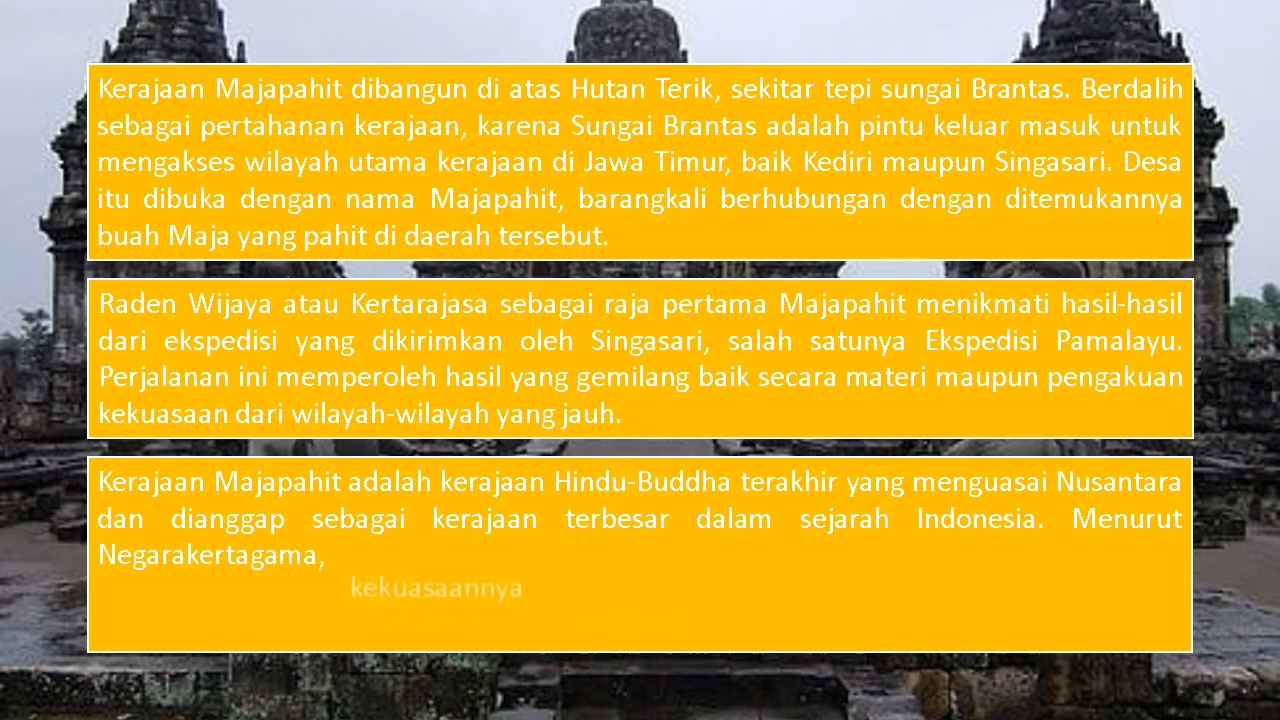 Kerajaan Majapahit dibangun di atas Hutan Terik, sekitar tepi sungai Brantas. Berdalih
sebagai pertahanan kerajaan, karena Sungai Brantas adalah pintu keluar masuk untuk
mengakses wilayah utama kerajaan di Jawa Timur, baik Kediri maupun Singasari. Desa
itu dibuka dengan nama Majapahit, barangkali berhubungan dengan ditemukannya
buah Maja yang pahit di daerah tersebut.
Raden Wijaya atau Kertarajasa sebagai raja pertama Majapahit menikmati hasil-hasil
dari ekspedisi yang dikirimkan oleh Singasari, salah satunya Ekspedisi Pamalayu.
Perjalanan ini memperoleh hasil yang gemilang baik secara materi maupun pengakuan
kekuasaan dari wilayah-wilayah yang jauh.
Kerajaan Majapahit adalah kerajaan Hindu-Buddha terakhir yang menguasai Nusantara
dan dianggap sebagai kerajaan terbesar dalam sejarah Indonesia. Menurut
Negarakertagama,
kekuasaannya